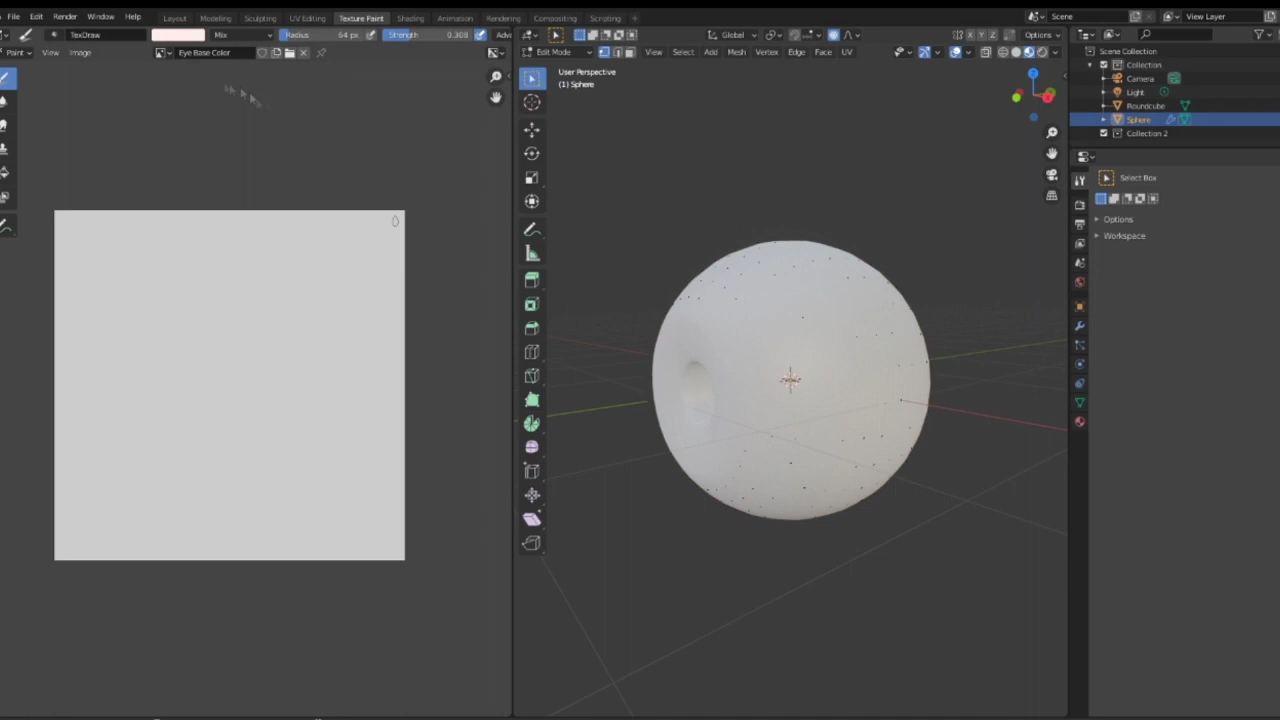 File Edit Render Window Help Layout Modeling Sculpting UV Editing Texture Paint Shading Animation Rendering Compositing Scripting + Scene View Layer
TexDraw Mix Radius 64 px Strength 0.308 Adv Global X Y Z Options
Paint View Image Eye Base Color Edit Mode View Select Add Mesh Vertex Edge Face UV
User Perspective
(1) Sphere
Z
Scene Collection
Collection
Camera
Light
Roundcube
Sphere
Collection 2
Select Box
Options
Workspace